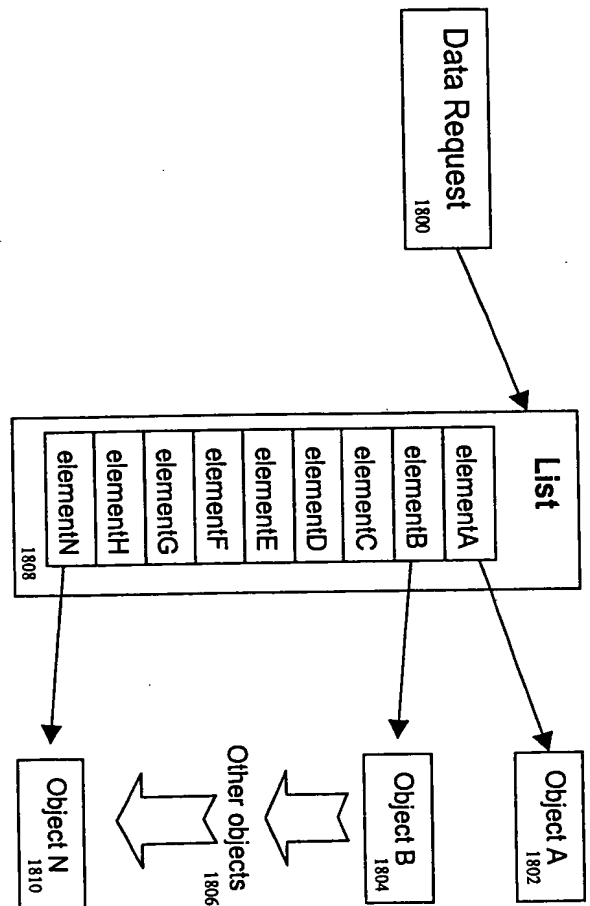 Data Request
1800
List
elementA
elementB
elementC
elementD
elementE
elementF
elementG
elementH
elementN
1808
Object A
1802
Object B
1804
Other objects
1806
Object N
1810